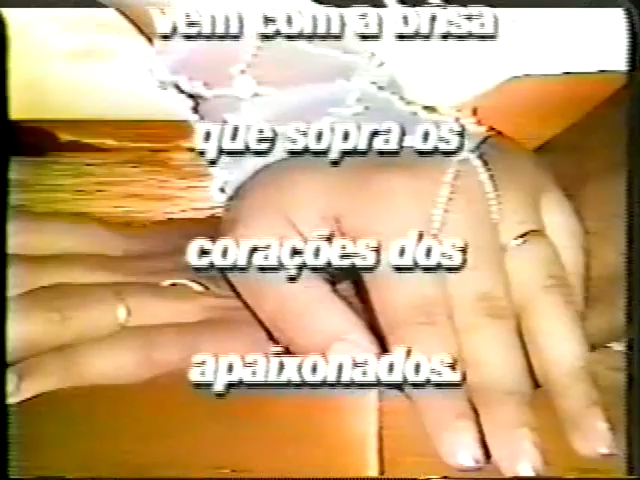 vem com a brisa
que sopra os
corações dos
apaixonados.